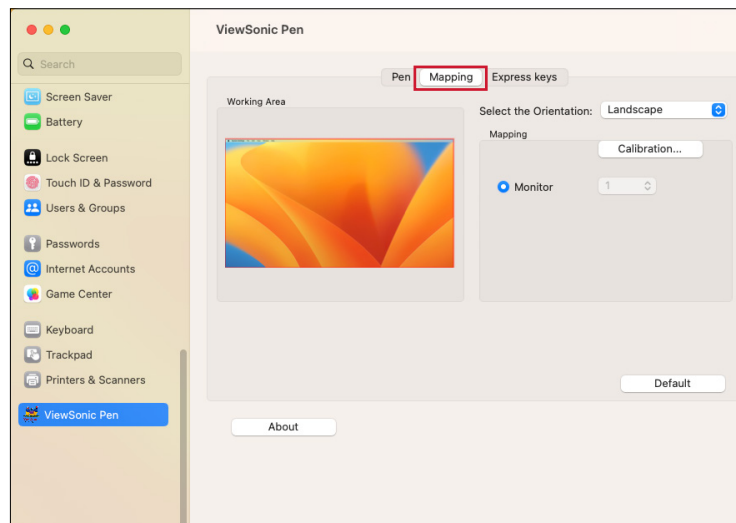 ViewSonic Pen
Search
Screen Saver
Battery
Lock Screen
Touch ID & Password
Users & Groups
Passwords
Internet Accounts
Game Center
Keyboard
Trackpad
Printers & Scanners
ViewSonic Pen
Pen Mapping Express keys
Working Area
Select the Orientation: Landscape
Mapping
Calibration...
Monitor 1
Default
About